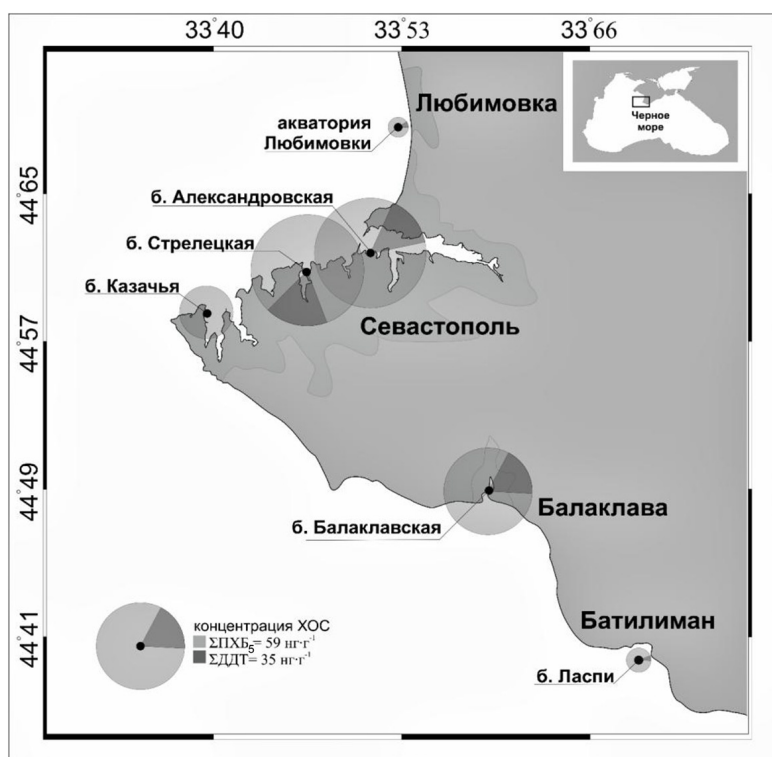 33°40 33°53 33°66
Любимовка
акватория
Любимовки
Черное
море
44°65
б. Александровская
б. Стрелецкая
б. Казачья
Севастополь
44°57
44°49
Балаклава
б. Балаклавская
Батилиман
44°41
концентрация ХОС
ΣПХБ₅= 59 нг·г⁻¹
ΣДДТ= 35 нг·г⁻¹
б. Ласпи